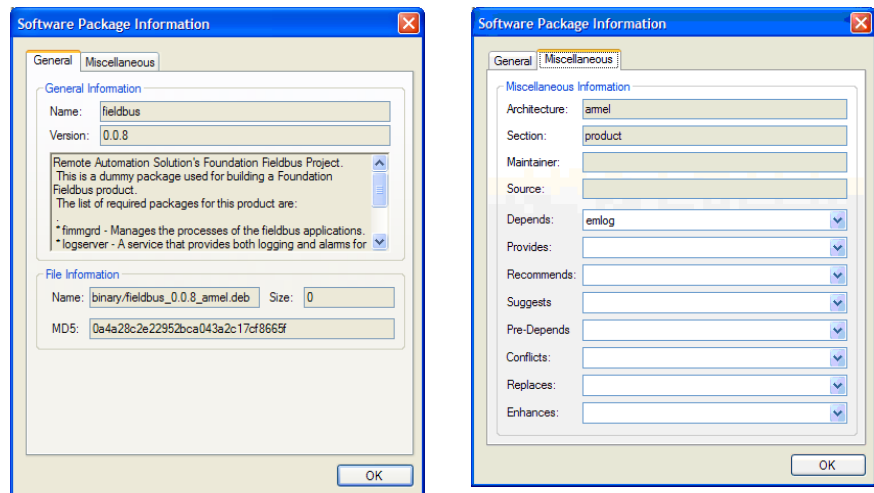 Software Package Information
General Miscellaneous
General Information
Name: fieldbus
Version: 0.0.8
Remote Automation Solution's Foundation Fieldbus Project.
This is a dummy package used for building a Foundation
Fieldbus product.
The list of required packages for this product are:
.
* fimmgrd - Manages the processes of the fieldbus applications.
* logserver - A service that provides both logging and alarms for
File Information
Name: binary/fieldbus_0.0.8_armel.deb Size: 0
MD5: 0a4a28c2e22952bca043a2c17cf8665f
OK
Software Package Information
General Miscellaneous
Miscellaneous Information
Architecture: armel
Section: product
Maintainer:
Source:
Depends: emlog
Provides:
Recommends:
Suggests
Pre-Depends
Conflicts:
Replaces:
Enhances:
OK